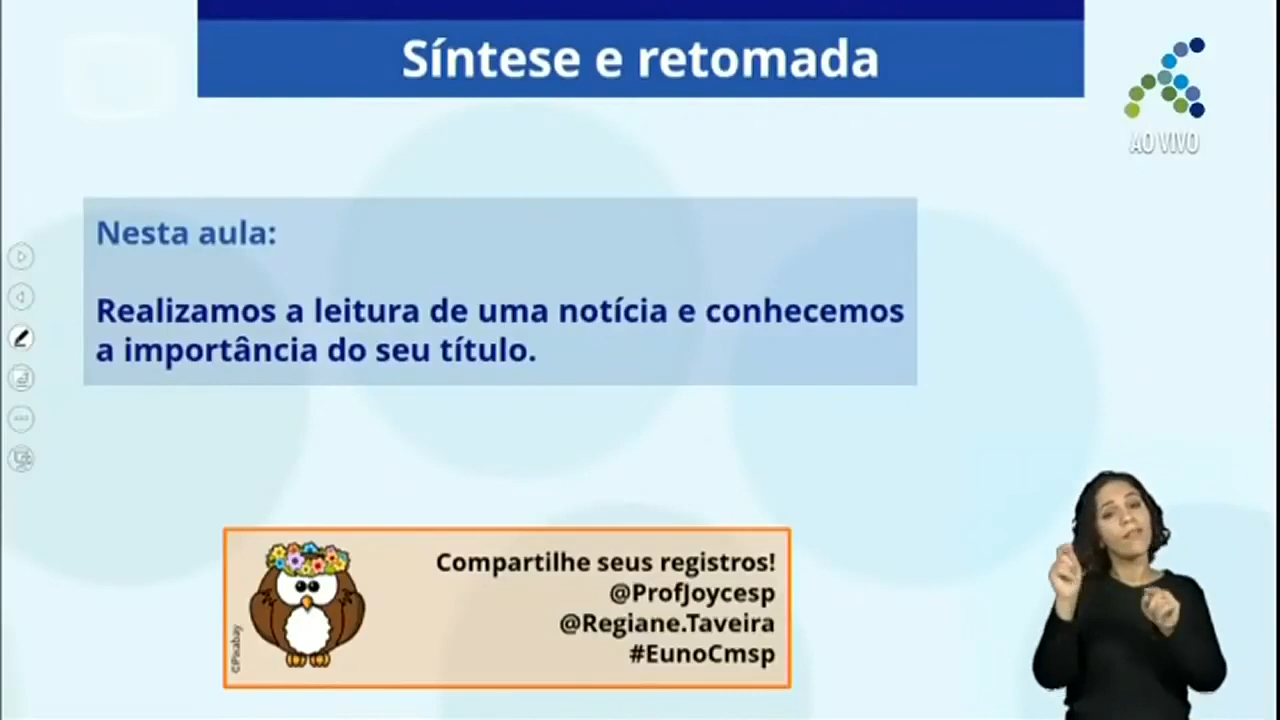 Síntese e retomada
AO VIVO
Nesta aula:
Realizamos a leitura de uma notícia e conhecemos
a importância do seu título.
Compartilhe seus registros!
@ProfJoycesp
@Regiane.Taveira
#EunoCmsp
©Pixabay